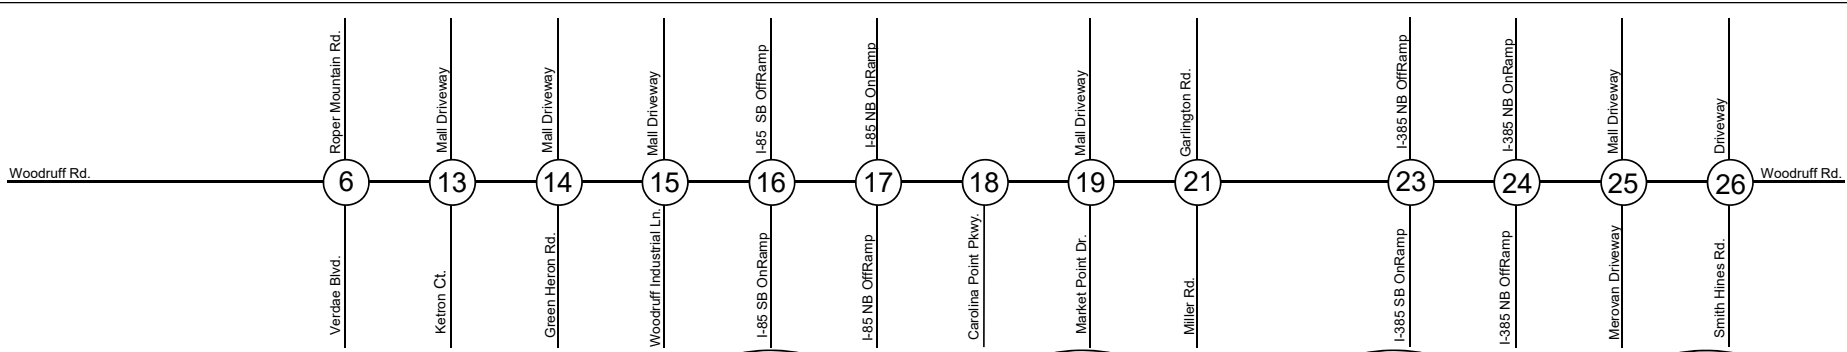 Roper Mountain Rd.
Mall Driveway
Mall Driveway
Mall Driveway
I-85 SB OffRamp
I-85 NB OnRamp
Mall Driveway
Garlington Rd.
I-385 NB OffRamp
I-385 NB OnRamp
Mall Driveway
Driveway
Woodruff Rd.
6
13
14
15
16
17
18
19
21
23
24
25
26
Woodruff Rd.
Verdae Blvd.
Ketron Ct.
Green Heron Rd.
Woodruff Industrial Ln.
I-85 SB OnRamp
I-85 NB OffRamp
Carolina Point Pkwy.
Market Point Dr.
Miller Rd.
I-385 SB OnRamp
I-385 NB OffRamp
Merovan Driveway
Smith Hines Rd.